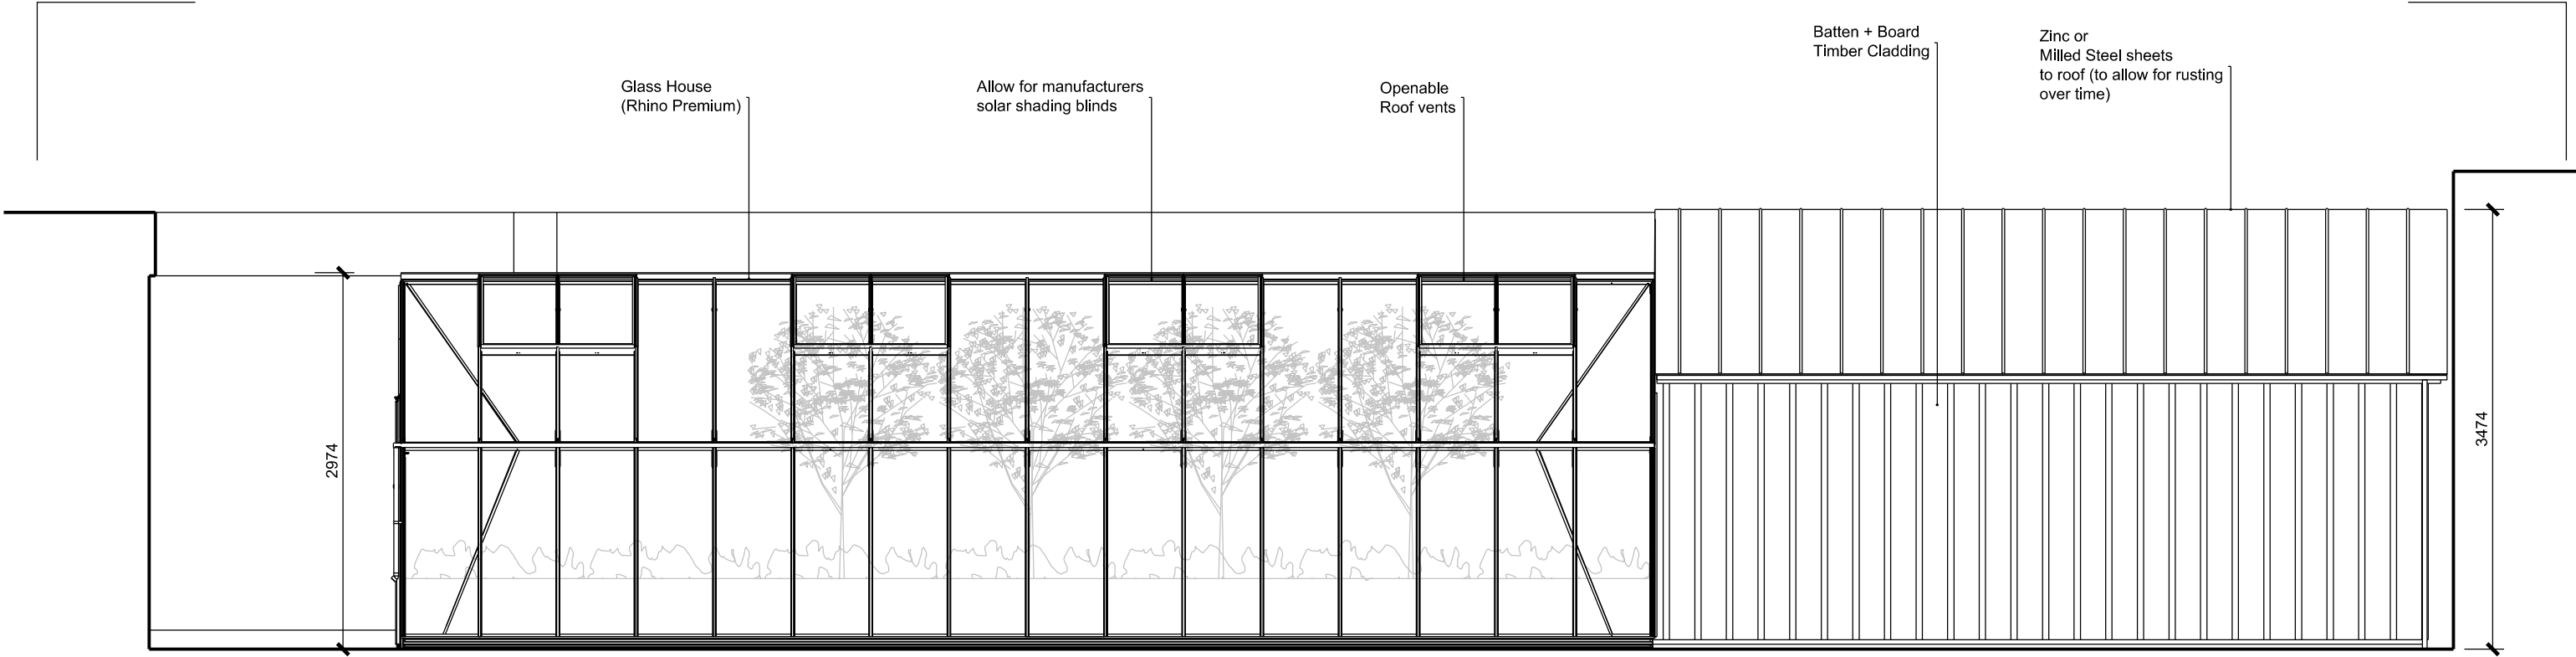 Glass House
(Rhino Premium)
Allow for manufacturers
solar shading blinds
Openable
Roof vents
Batten + Board
Timber Cladding
Zinc or
Milled Steel sheets
to roof (to allow for rusting
over time)
2974
3474